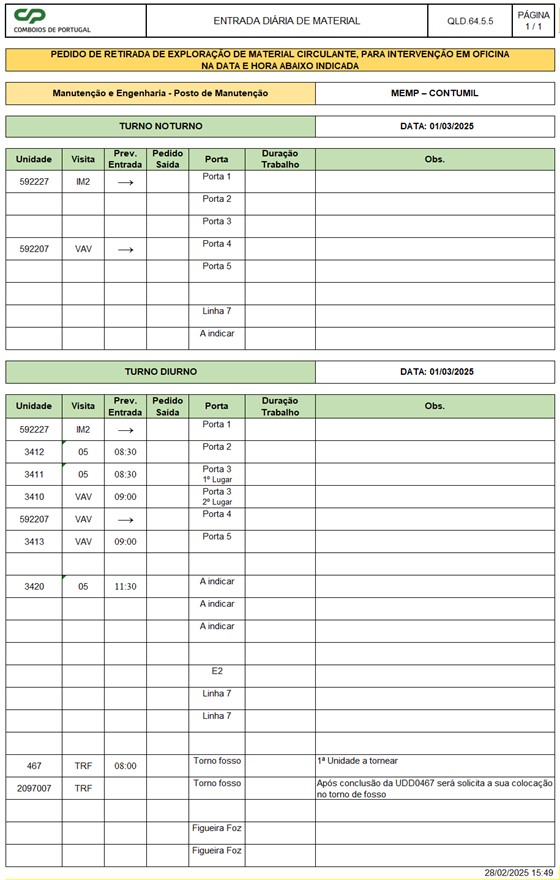 CP
COMBOIOS DE PORTUGAL
ENTRADA DIÁRIA DE MATERIAL
QLD.64.5.5
PÁGINA
1 / 1
PEDIDO DE RETIRADA DE EXPLORAÇÃO DE MATERIAL CIRCULANTE, PARA INTERVENÇÃO EM OFICINA
NA DATA E HORA ABAIXO INDICADA
Manutenção e Engenharia - Posto de Manutenção MEMP – CONTUMIL
TURNO NOTURNO DATA: 01/03/2025
Unidade Visita Prev. Entrada Pedido Saída Porta Duração Trabalho Obs.
592227 IM2 → Porta 1
Porta 2
Porta 3
592207 VAV → Porta 4
Porta 5
Linha 7
A indicar
TURNO DIURNO DATA: 01/03/2025
Unidade Visita Prev. Entrada Pedido Saída Porta Duração Trabalho Obs.
592227 IM2 → Porta 1
3412 05 08:30 Porta 2
3411 05 08:30 Porta 3 1º Lugar
3410 VAV 09:00 Porta 3 2º Lugar
592207 VAV → Porta 4
3413 VAV 09:00 Porta 5
3420 05 11:30 A indicar
A indicar
A indicar
E2
Linha 7
Linha 7
467 TRF 08:00 Torno fosso 1ª Unidade a tornear
2097007 TRF Torno fosso Após conclusão da UDD0467 será solicita a sua colocação
no torno de fosso
Figueira Foz
Figueira Foz
28/02/2025 15:49